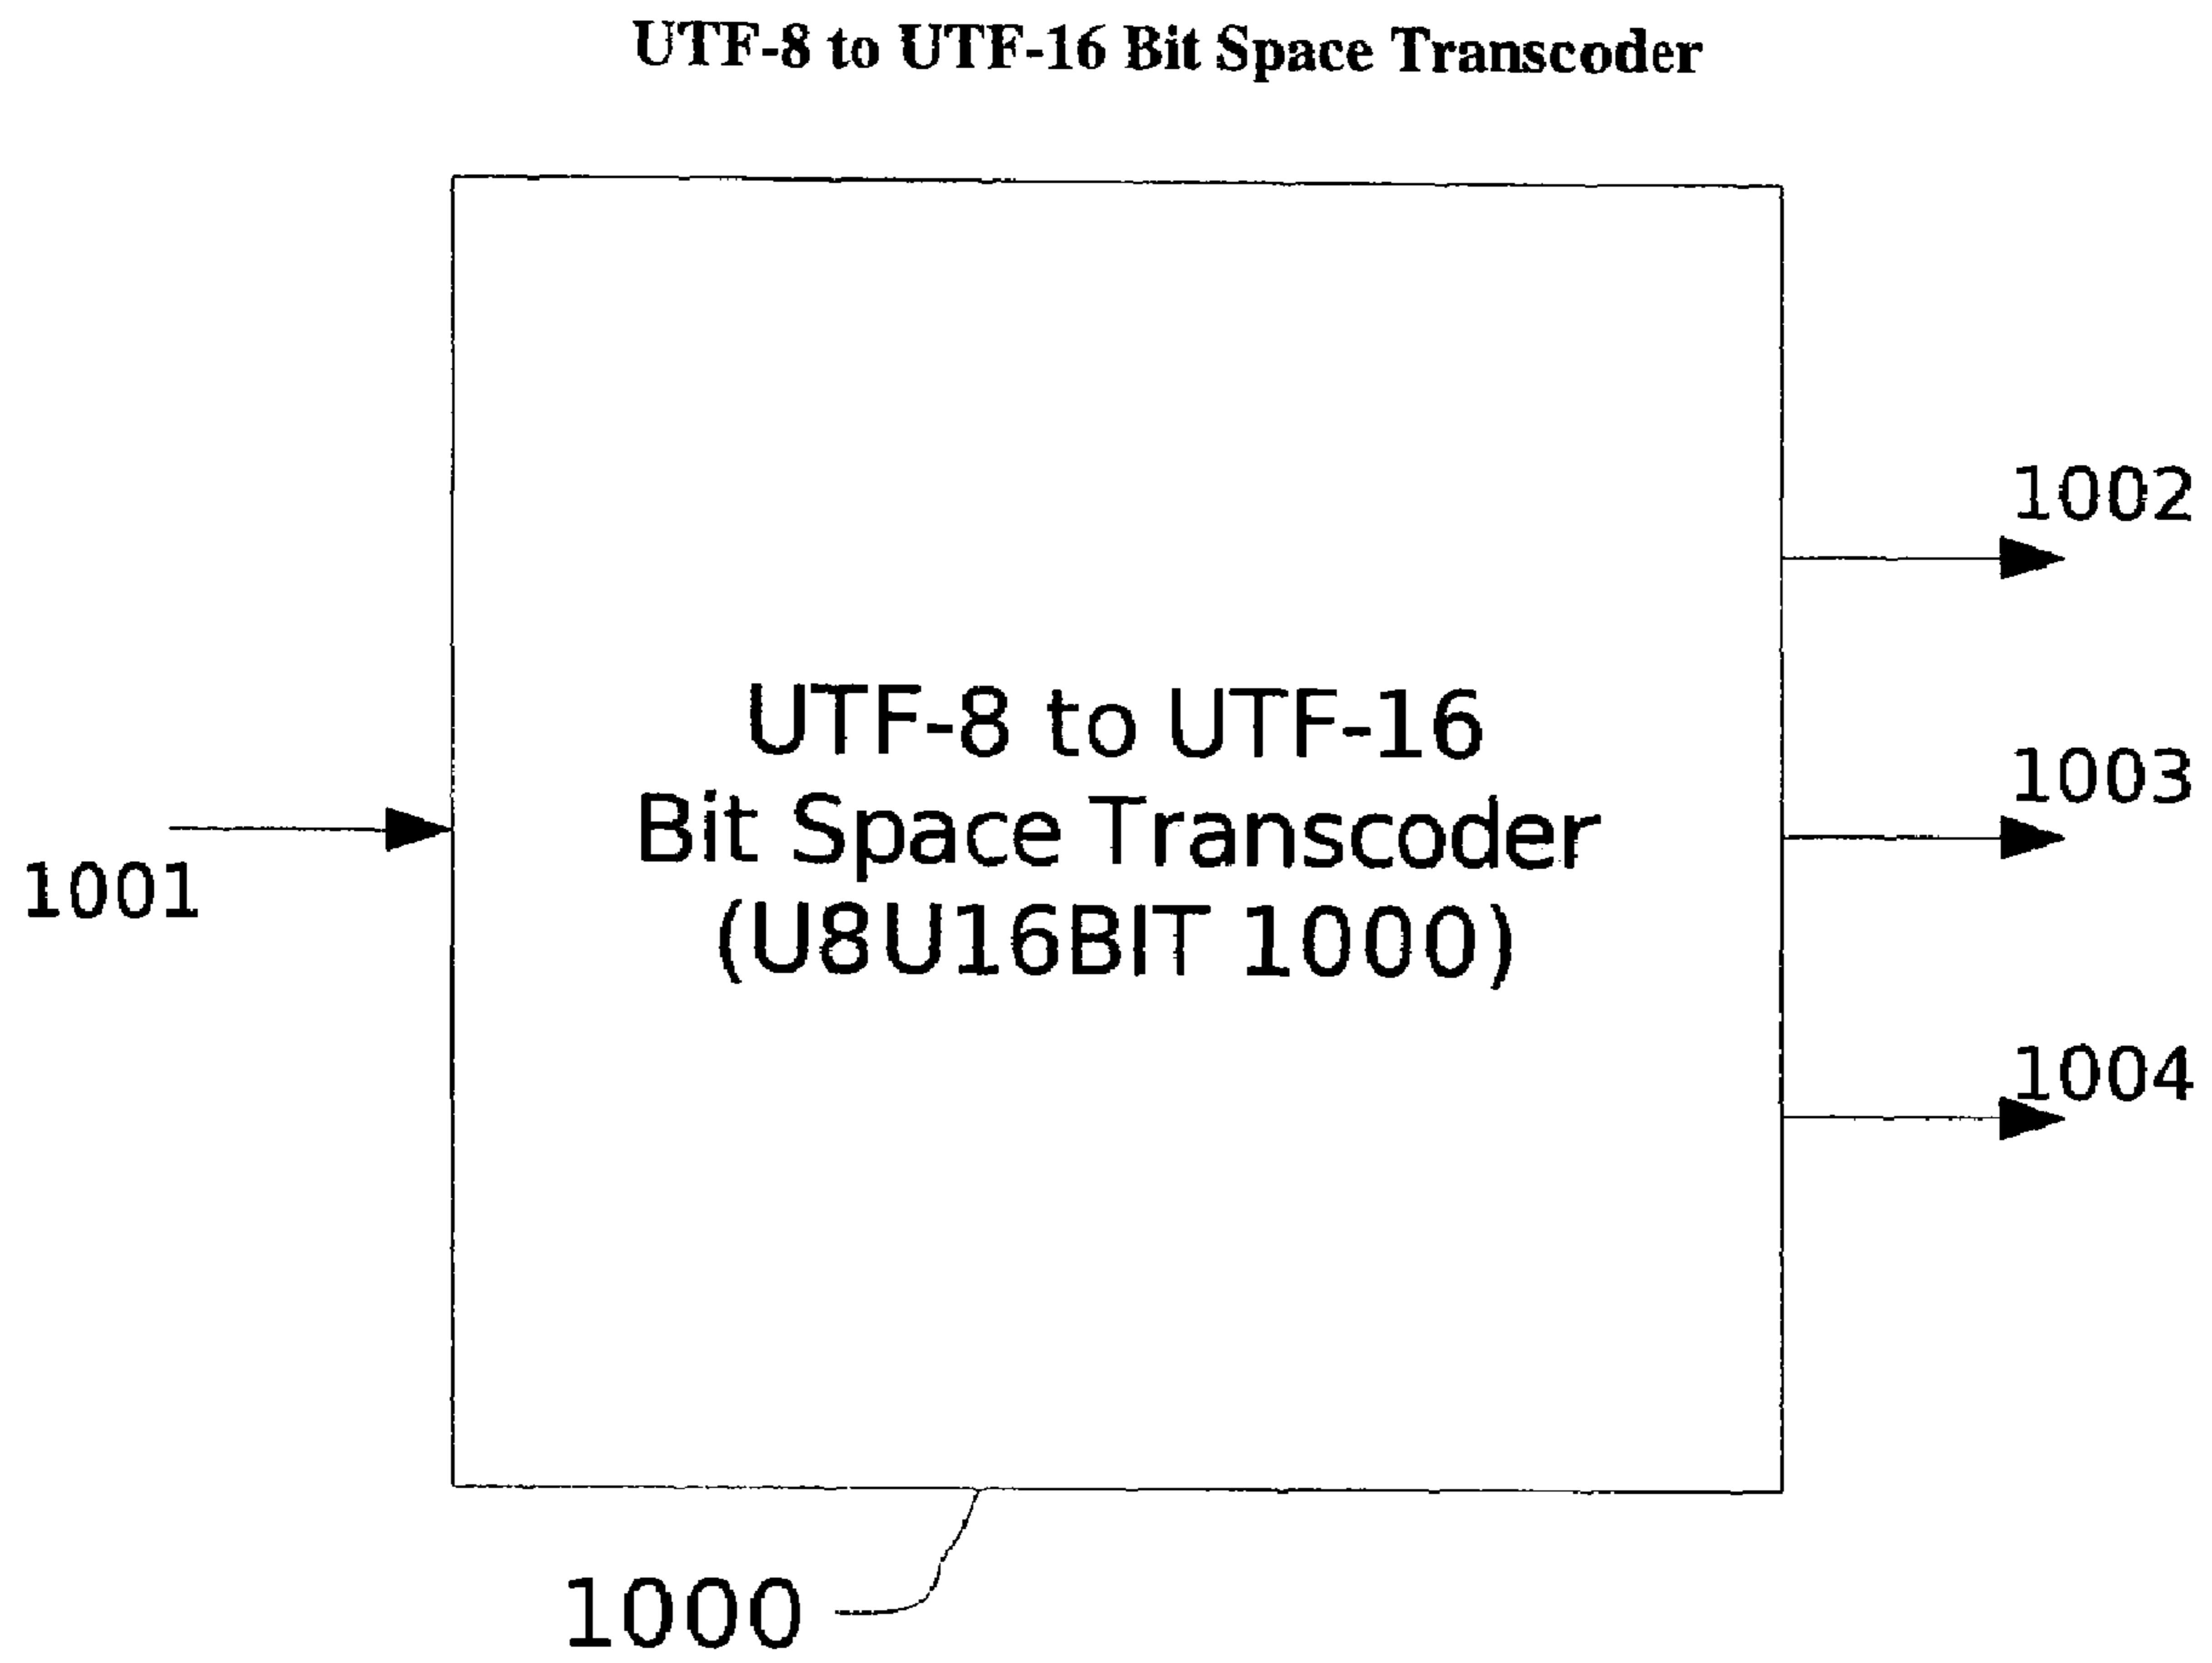 UTF-8 to UTF-16 Bit Space Transcoder
1002
UTF-8 to UTF-16
1003
Bit Space Transcoder
1001
(U8U16BIT 1000)
1004
1000